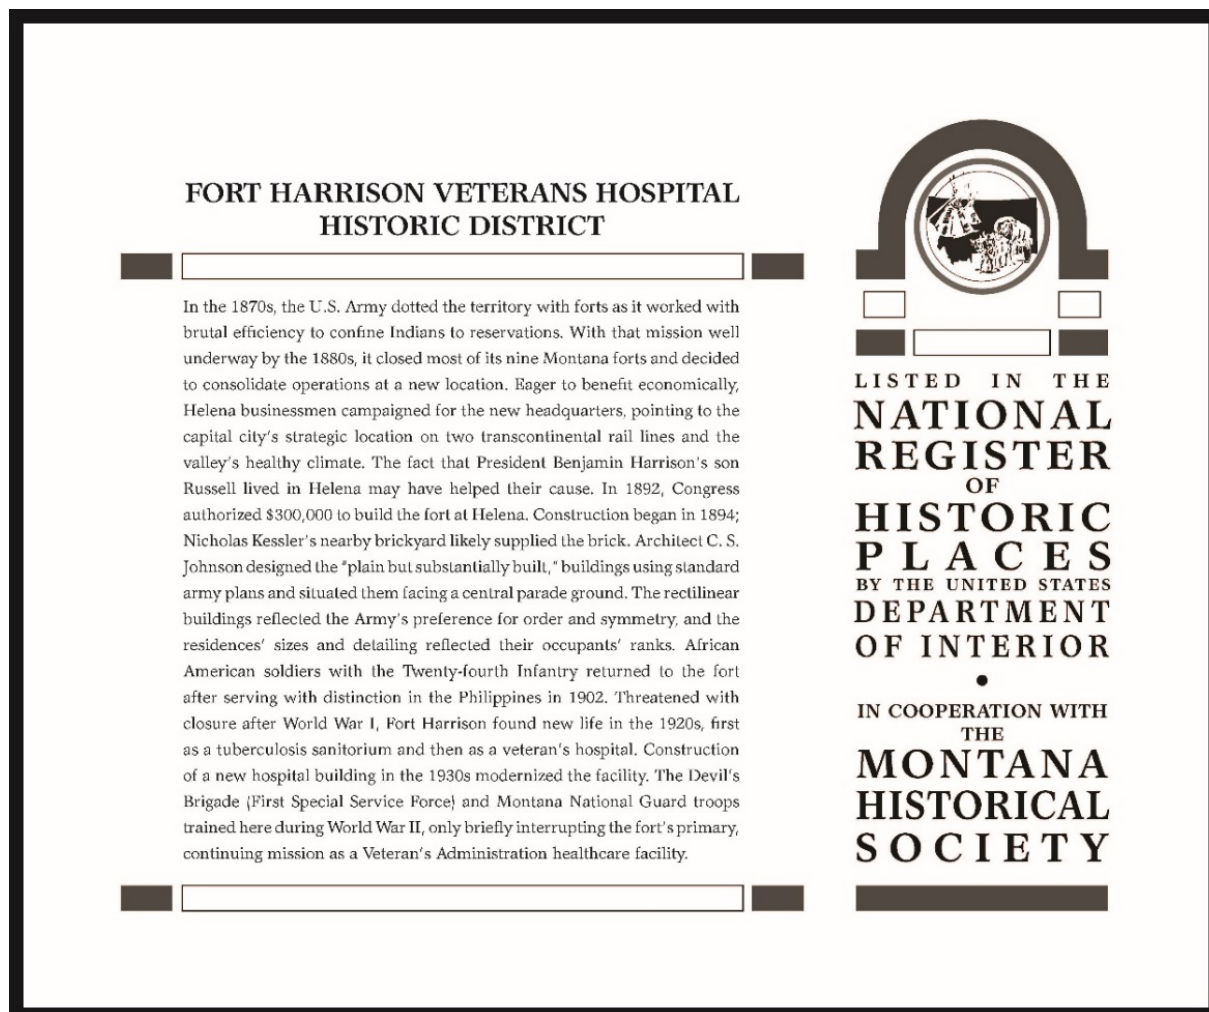 FORT HARRISON VETERANS HOSPITAL
HISTORIC DISTRICT
In the 1870s, the U.S. Army dotted the territory with forts as it worked with
brutal efficiency to confine Indians to reservations. With that mission well
underway by the 1880s, it closed most of its nine Montana forts and decided
to consolidate operations at a new location. Eager to benefit economically,
Helena businessmen campaigned for the new headquarters, pointing to the
capital city's strategic location on two transcontinental rail lines and the
valley's healthy climate. The fact that President Benjamin Harrison's son
Russell lived in Helena may have helped their cause. In 1892, Congress
authorized $300,000 to build the fort at Helena. Construction began in 1894;
Nicholas Kessler's nearby brickyard likely supplied the brick. Architect C. S.
Johnson designed the "plain but substantially built," buildings using standard
army plans and situated them facing a central parade ground. The rectilinear
buildings reflected the Army's preference for order and symmetry, and the
residences' sizes and detailing reflected their occupants' ranks. African
American soldiers with the Twenty-fourth Infantry returned to the fort
after serving with distinction in the Philippines in 1902. Threatened with
closure after World War I, Fort Harrison found new life in the 1920s, first
as a tuberculosis sanitorium and then as a veteran's hospital. Construction
of a new hospital building in the 1930s modernized the facility. The Devil's
Brigade (First Special Service Force) and Montana National Guard troops
trained here during World War II, only briefly interrupting the fort's primary,
continuing mission as a Veteran's Administration healthcare facility.
LISTED IN THE
NATIONAL
REGISTER
OF
HISTORIC
PLACES
BY THE UNITED STATES
DEPARTMENT
OF INTERIOR
•
IN COOPERATION WITH
THE
MONTANA
HISTORICAL
SOCIETY